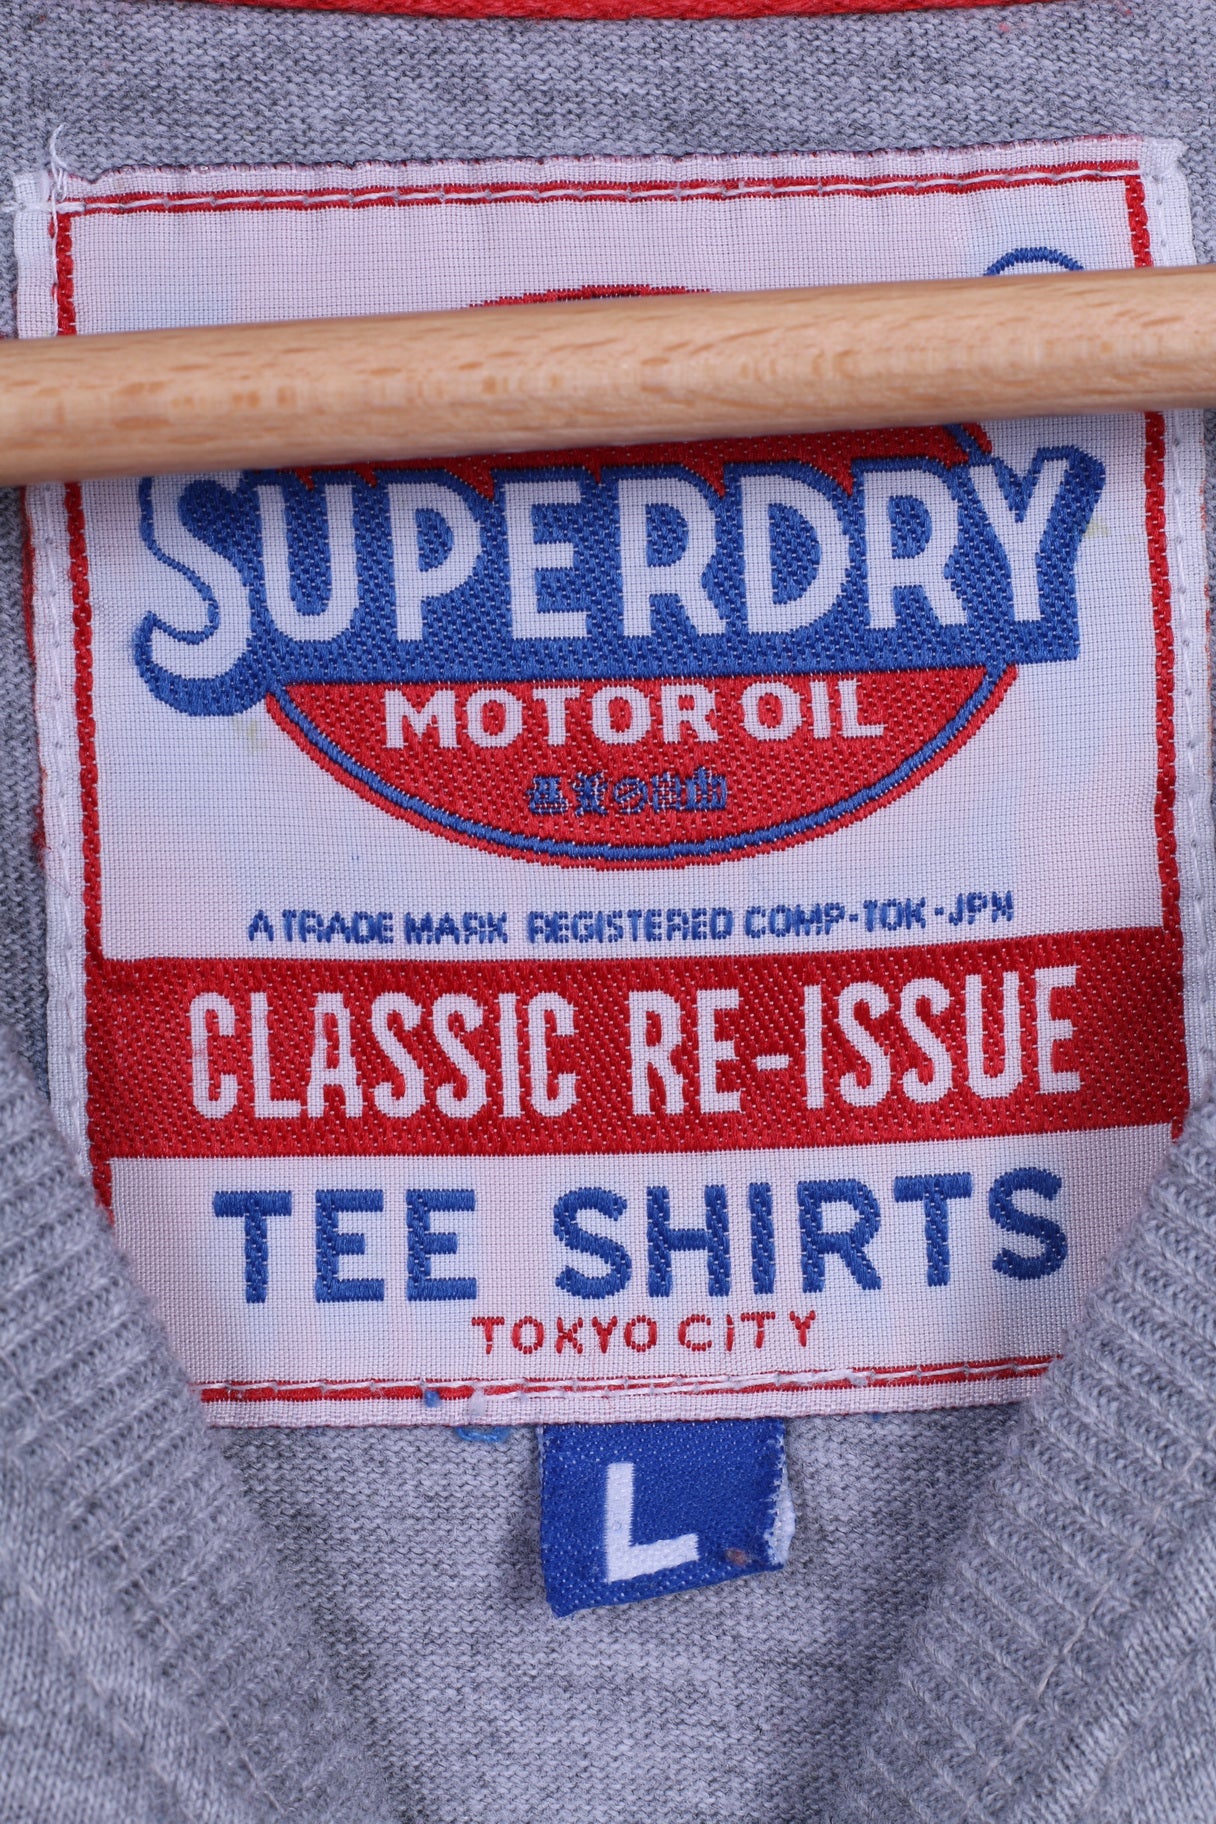 SUPERDRY
MOTOR OIL
A TRADE MARK REGISTERED COMP-TOK-JPN
CLASSIC RE-ISSUE
TEE SHIRTS
TOKYO CITY
L